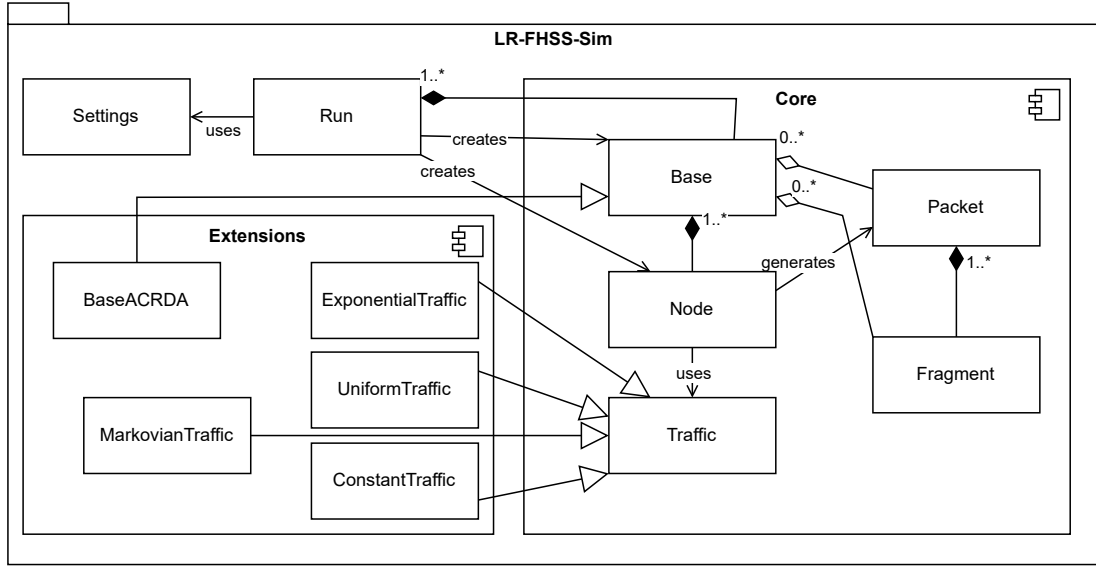 LR-FHSS-Sim
Settings
uses
Run
1..*
creates
creates
Core
Base
0..*
0..*
1..*
Packet
generates
1..*
Node
uses
Fragment
Traffic
Extensions
BaseACRDA
ExponentialTraffic
UniformTraffic
MarkovianTraffic
ConstantTraffic